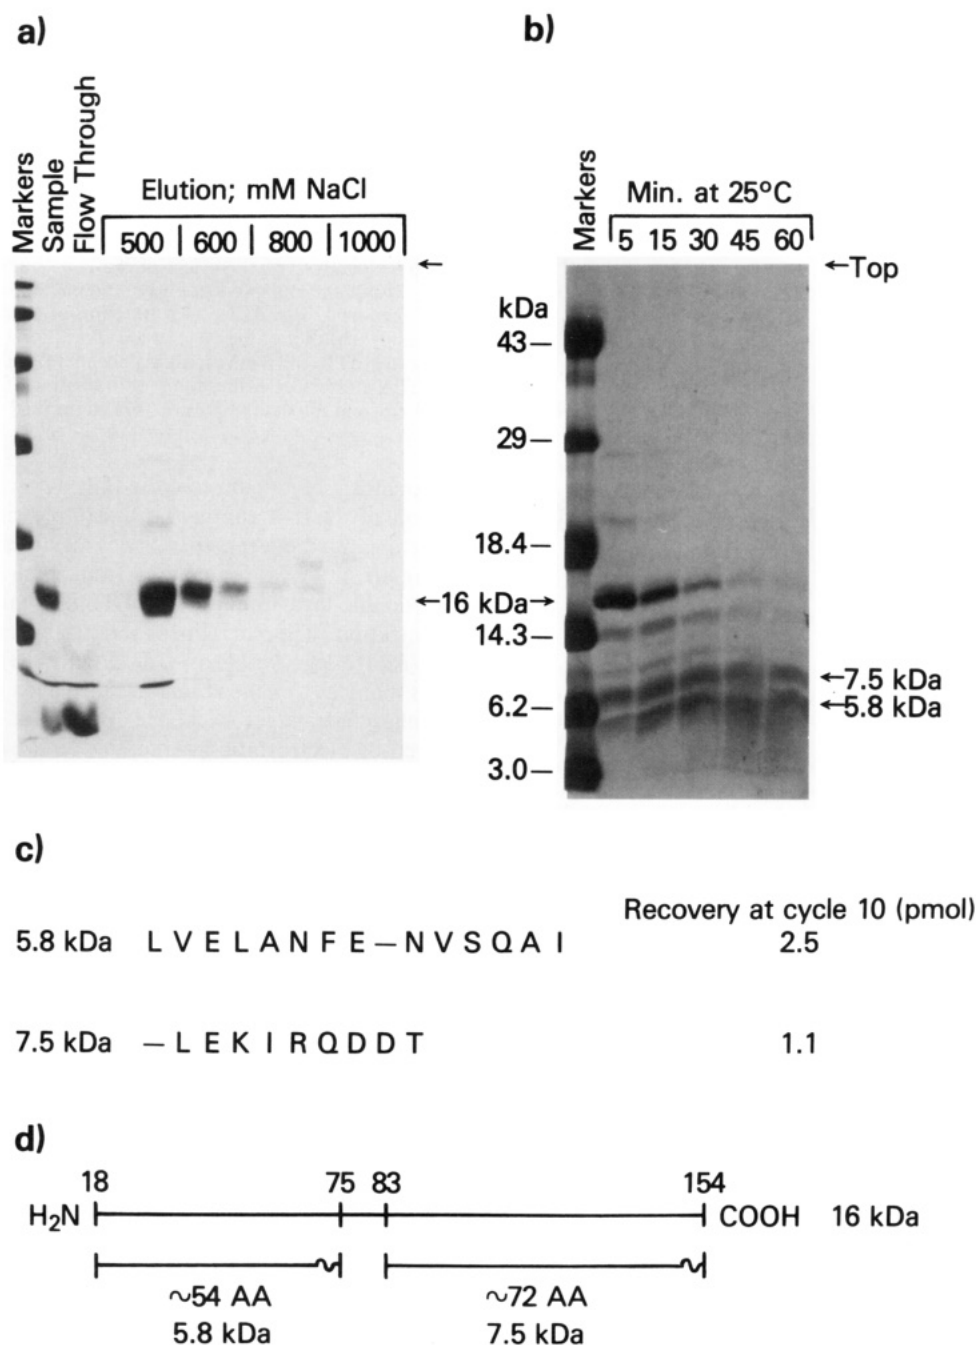 a)
Markers
Sample
Flow Through
Elution; mM NaCl
500 | 600 | 800 | 1000
←
b)
Markers
Min. at 25°C
5 15 30 45 60
←Top
kDa
43—
29—
18.4—
←16 kDa→
14.3—
←7.5 kDa
6.2—
←5.8 kDa
3.0—
c)
Recovery at cycle 10 (pmol)
5.8 kDa L V E L A N F E — N V S Q A I 2.5
7.5 kDa — L E K I R Q D D T 1.1
d)
18 75 83 154
H₂N COOH 16 kDa
~54 AA ~72 AA
5.8 kDa 7.5 kDa